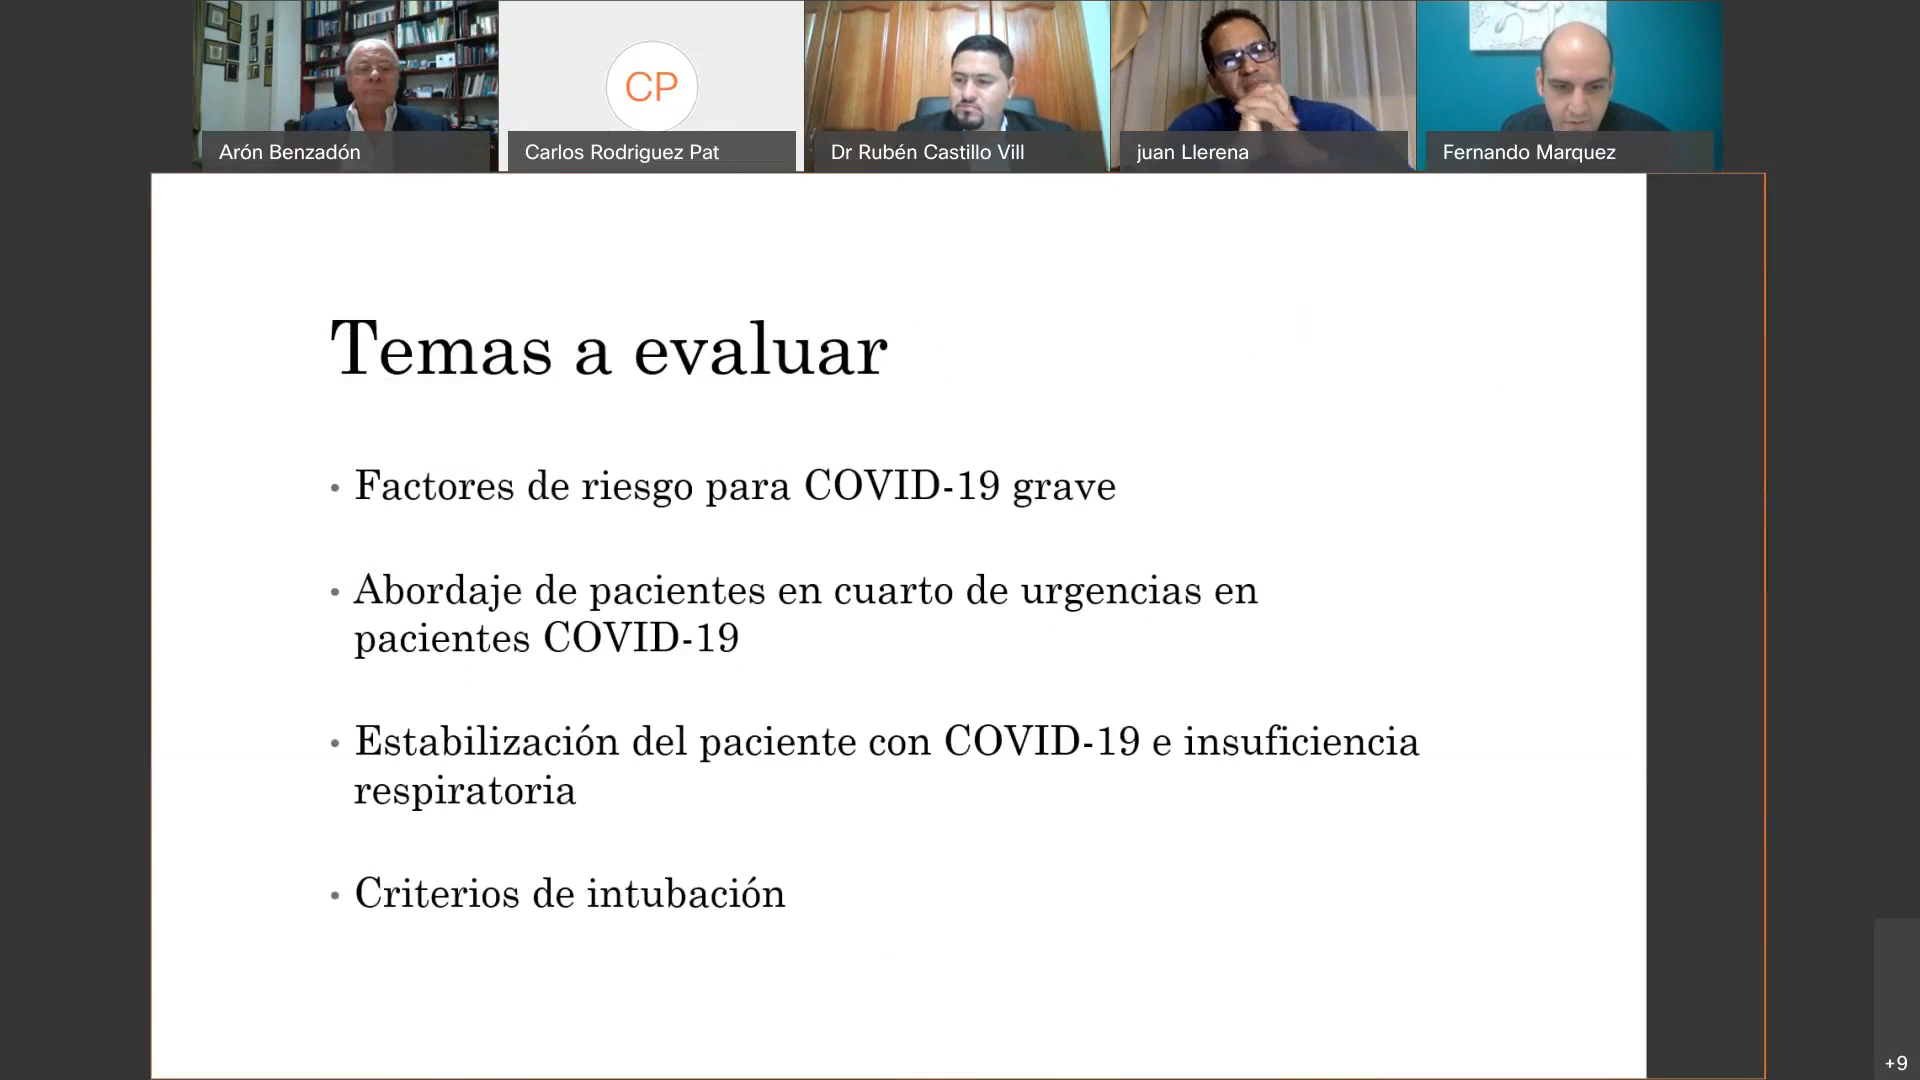 Arón Benzadón
CP
Carlos Rodriguez Pat
Dr Rubén Castillo Vill
juan Llerena
Fernando Marquez
Temas a evaluar
• Factores de riesgo para COVID-19 grave
• Abordaje de pacientes en cuarto de urgencias en
pacientes COVID-19
• Estabilización del paciente con COVID-19 e insuficiencia
respiratoria
• Criterios de intubación
+9